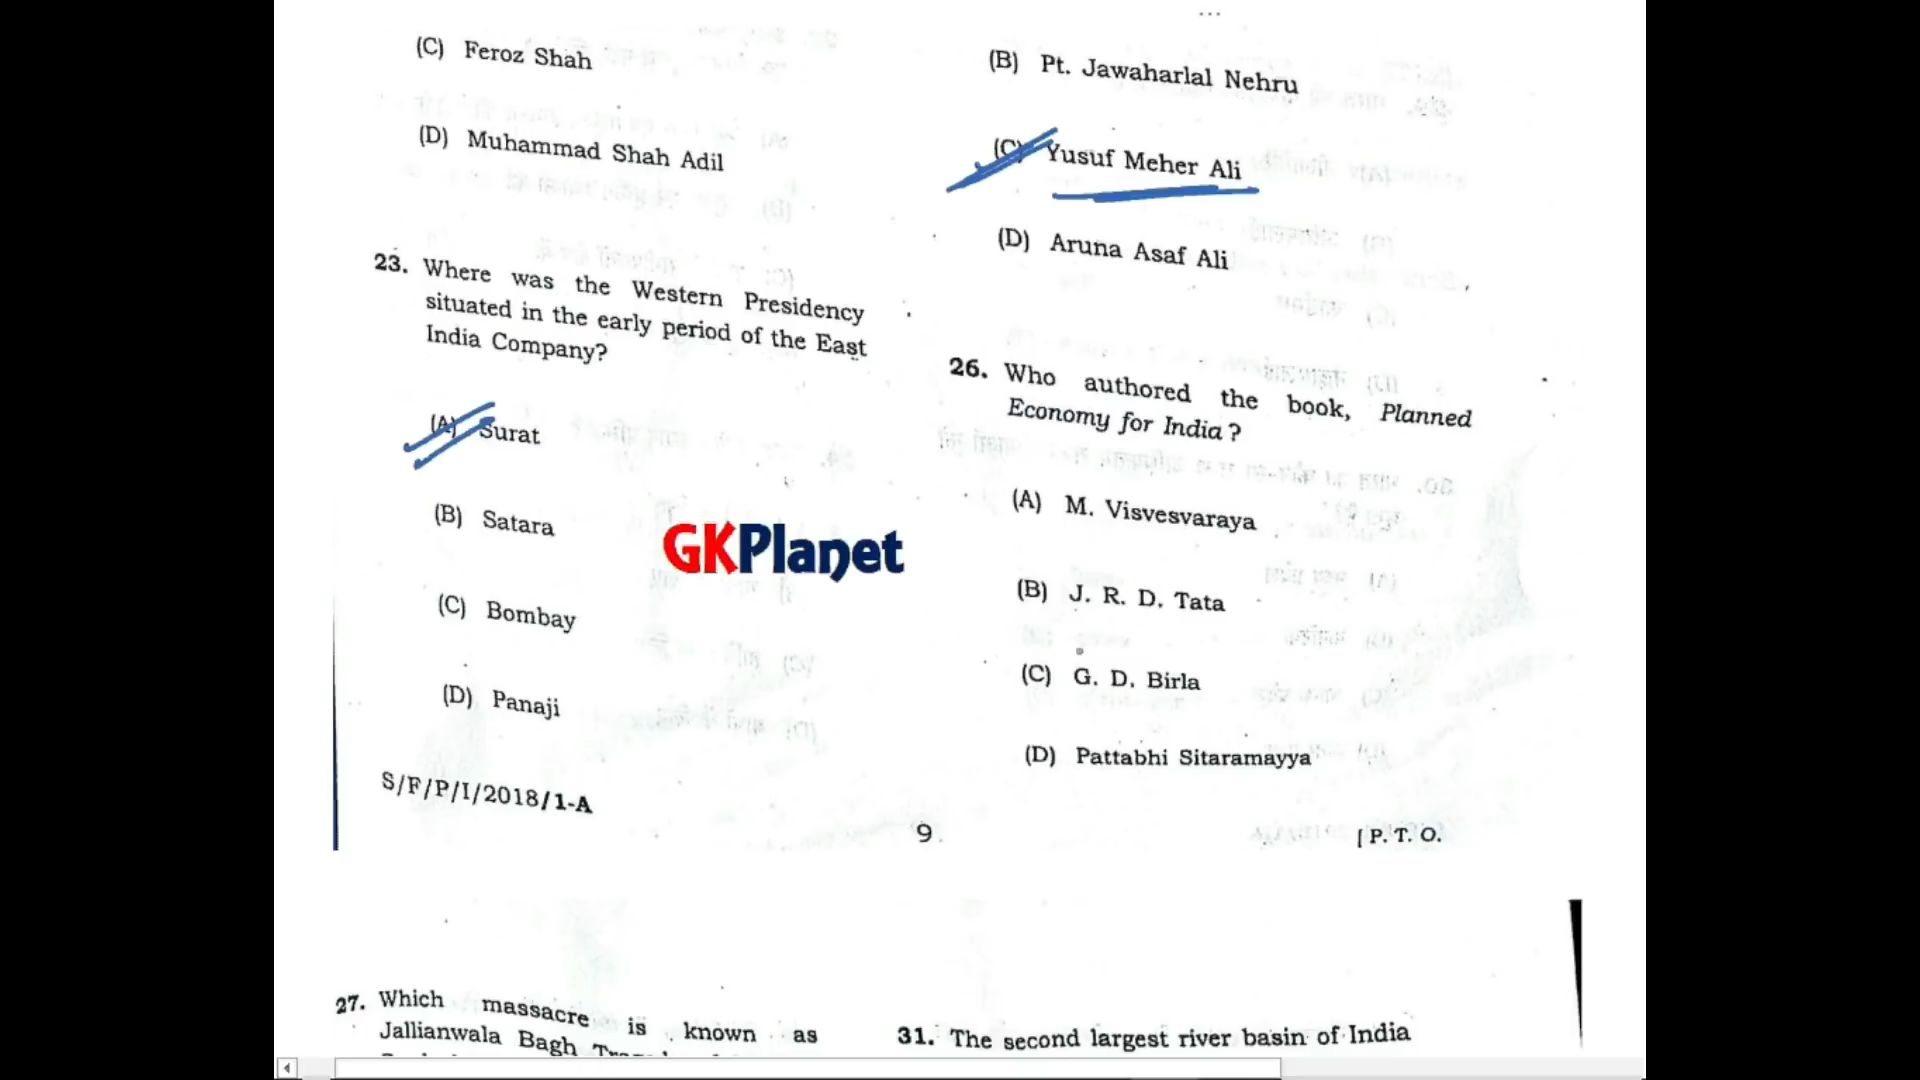 (C) Feroz Shah
(D) Muhammad Shah Adil
23. Where was the Western Presidency
situated in the early period of the East
India Company?
(A) Surat
(B) Satara
(C) Bombay
(D) Panaji
S/F/P/I/2018/1-A
(B) Pt. Jawaharlal Nehru
(C) Yusuf Meher Ali
(D) Aruna Asaf Ali
26. Who authored the book, Planned
Economy for India?
(A) M. Visvesvaraya
(B) J. R. D. Tata
(C) G. D. Birla
(D) Pattabhi Sitaramayya
GKPlanet
9
[ P. T. O.
27. Which massacre is known as
Jallianwala Bagh
31. The second largest river basin of India